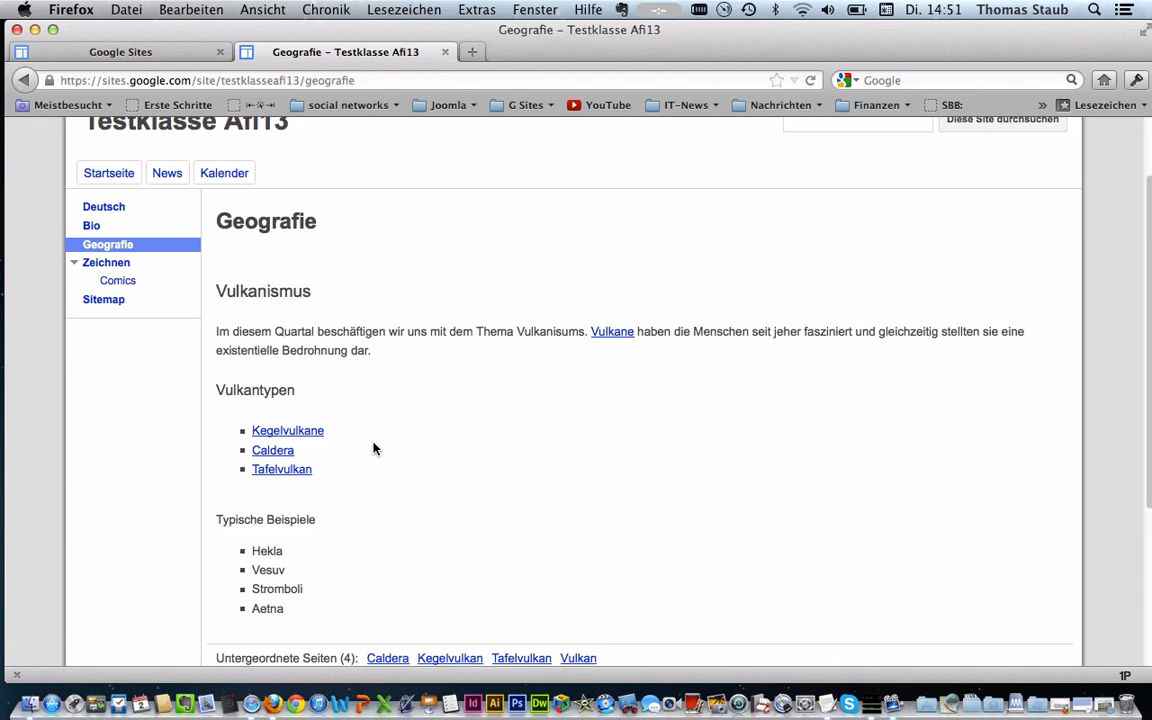 Firefox Datei Bearbeiten Ansicht Chronik Lesezeichen Extras Fenster Hilfe Di. 14:51 Thomas Staub
Geografie – Testklasse Afi13
Google Sites Geografie – Testklasse Afi13
https://sites.google.com/site/testklasseafi13/geografie Google
Meistbesucht Erste Schritte social networks Joomla G Sites YouTube IT-News Nachrichten Finanzen SBB: » Lesezeichen
Testklasse Afi13 Diese Site durchsuchen
Startseite News Kalender
Deutsch
Bio
Geografie
Zeichnen
Comics
Sitemap
Geografie
Vulkanismus
Im diesem Quartal beschäftigen wir uns mit dem Thema Vulkanisums. Vulkane haben die Menschen seit jeher fasziniert und gleichzeitig stellten sie eine
existentielle Bedrohnung dar.
Vulkantypen
Kegelvulkane
Caldera
Tafelvulkan
Typische Beispiele
Hekla
Vesuv
Stromboli
Aetna
Untergeordnete Seiten (4): Caldera Kegelvulkan Tafelvulkan Vulkan
1P
Id Ai Ps Dw